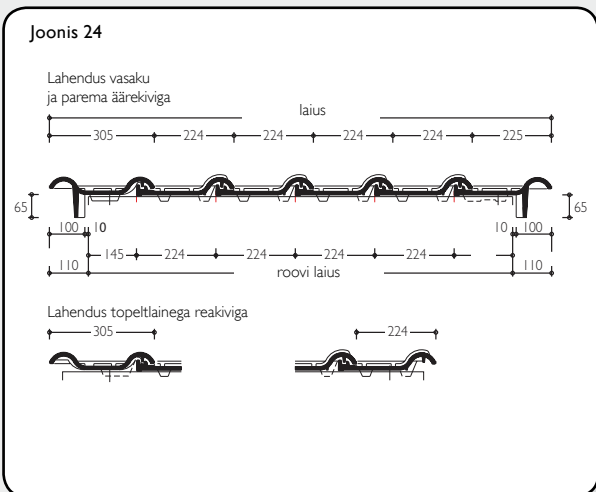 Joonis 24
Lahendus vasaku
ja parema äärekiviga
laius
305 224 224 224 224 225
65 65
100 10 10 100
145 224 224 224 224
110 roovi laius 110
Lahendus topeltlainega reakiviga
305 224